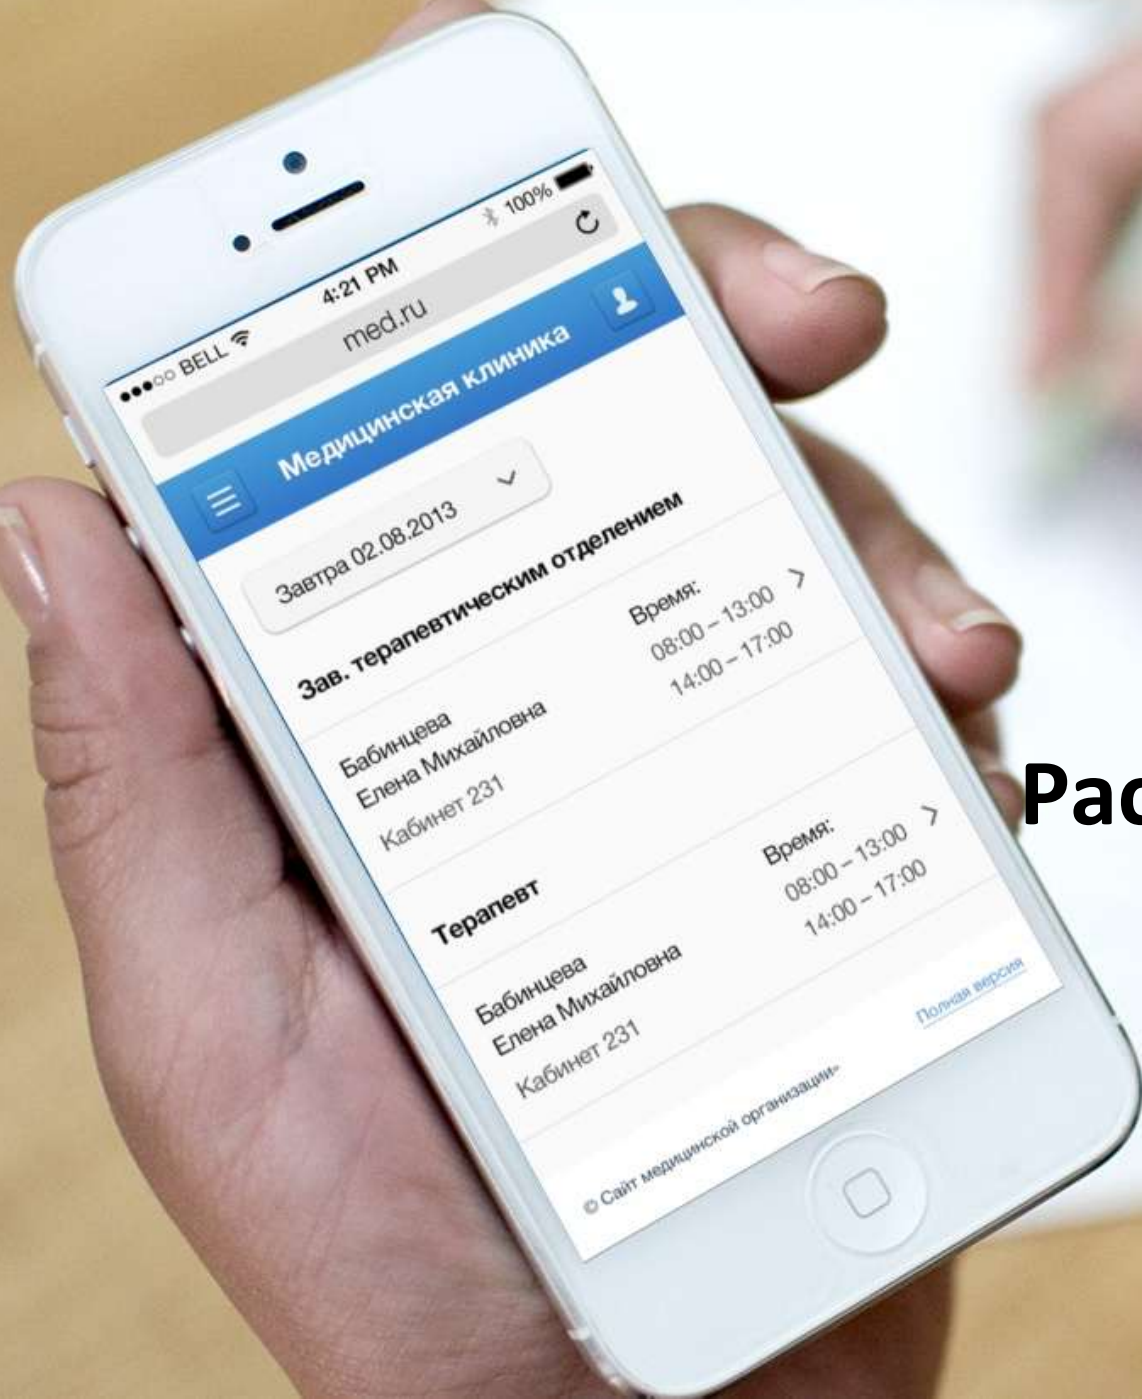 BELL 4:21 PM 100%
med.ru
Медицинская клиника
Завтра 02.08.2013
Зав. терапевтическим отделением
Бабинцева
Елена Михайловна
Кабинет 231
Время:
08:00 – 13:00
14:00 – 17:00
Терапевт
Бабинцева
Елена Михайловна
Кабинет 231
Время:
08:00 – 13:00
14:00 – 17:00
Полная версия
© Сайт медицинской организации»
Рас